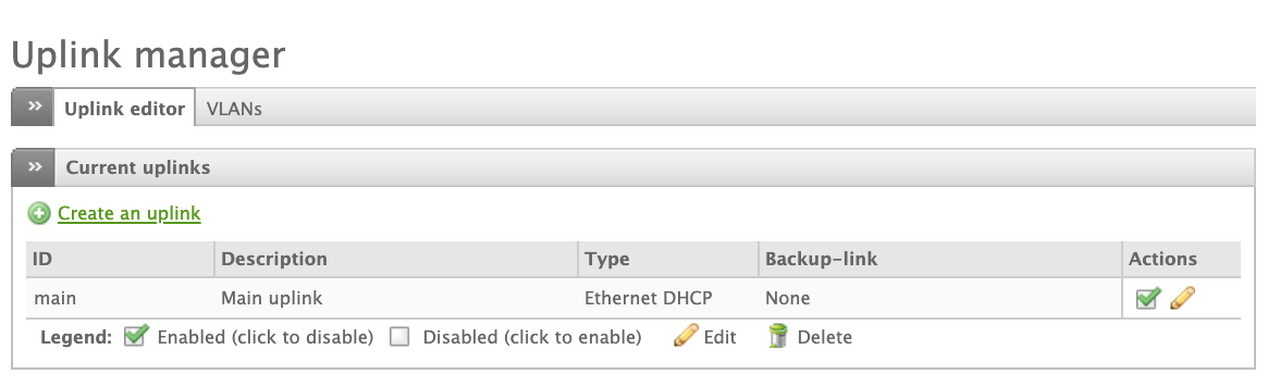 Uplink manager
» Uplink editor VLANs
» Current uplinks
Create an uplink
ID Description Type Backup-link Actions
main Main uplink Ethernet DHCP None
Legend: Enabled (click to disable) Disabled (click to enable) Edit Delete